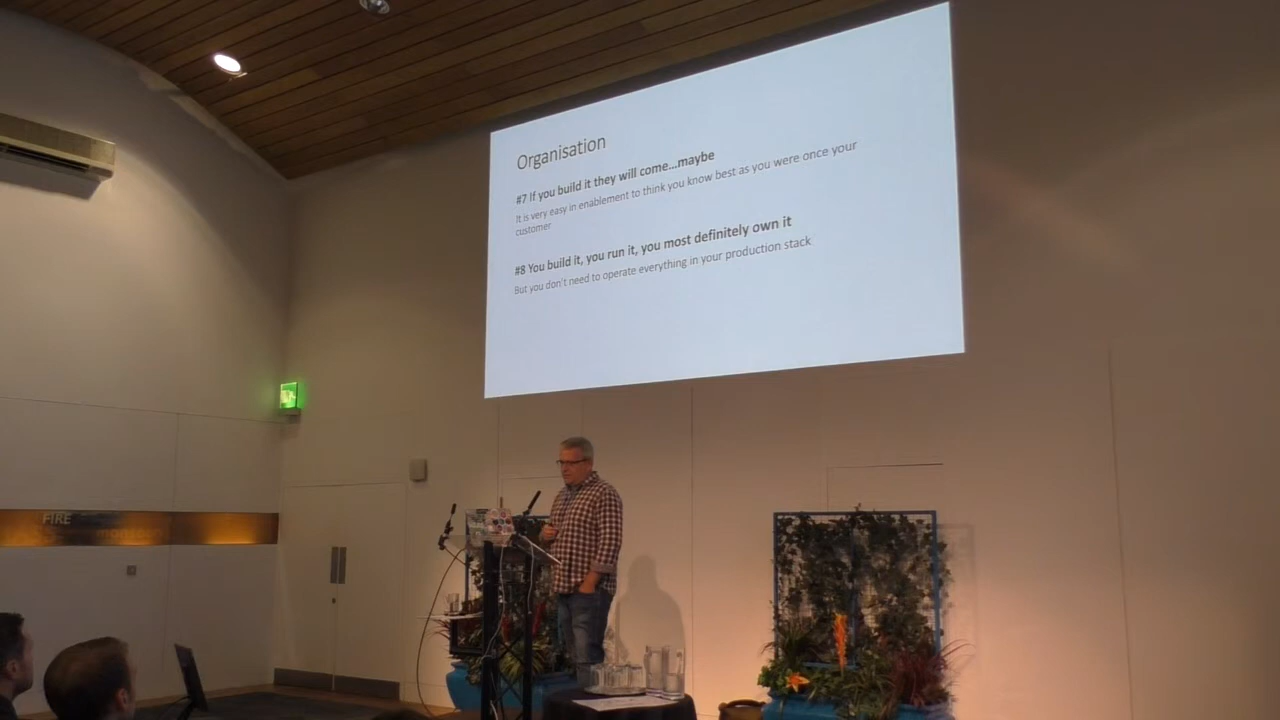 Organisation
#7 If you build it they will come...maybe
It is very easy in enablement to think you know best as you were once your
customer
#8 You build it, you run it, you most definitely own it
But you don't need to operate everything in your production stack
FIRE